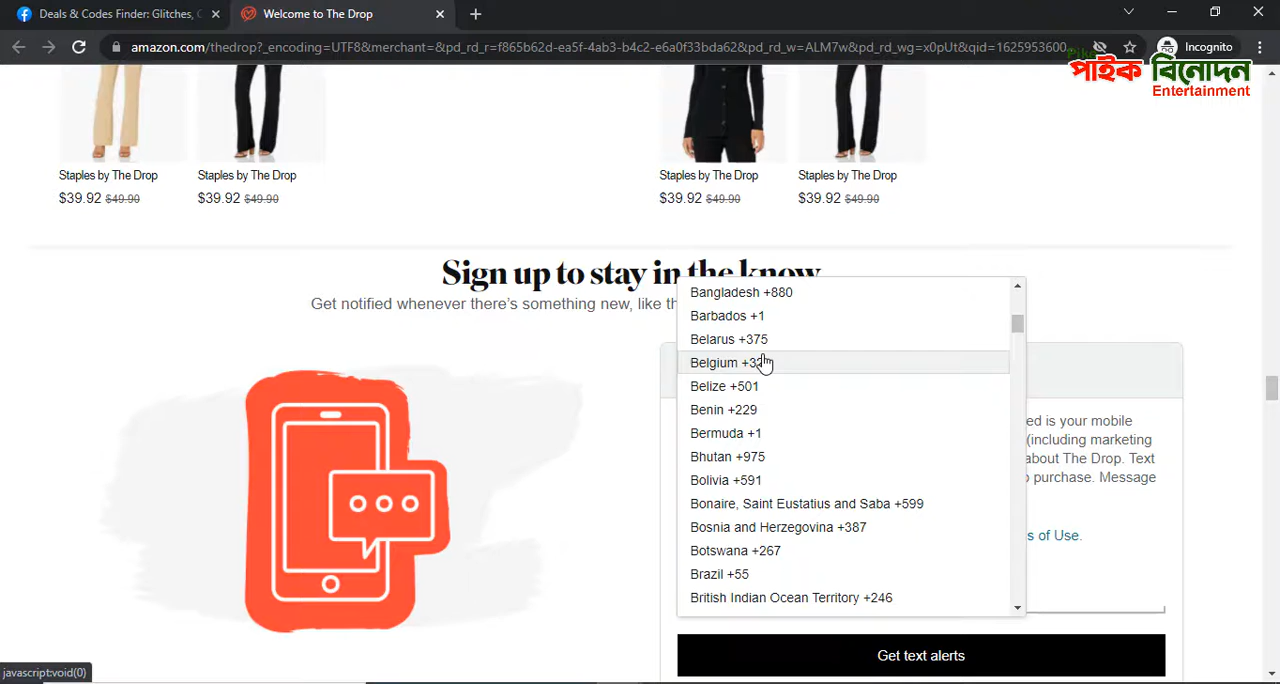 Deals & Codes Finder: Glitches, C
Welcome to The Drop
amazon.com/thedrop?_encoding=UTF8&merchant=&pd_rd_r=f865b62d-ea5f-4ab3-b4c2-e6a0f33bda62&pd_rd_w=ALM7w&pd_rd_wg=x0pUt&qid=1625953600...
Incognito
পাইক বিনোদন
Entertainment
Staples by The Drop
$39.92 $49.90
Staples by The Drop
$39.92 $49.90
Staples by The Drop
$39.92 $49.90
Staples by The Drop
$39.92 $49.90
Sign up to stay in the know
Get notified whenever there's something new, like th
Bangladesh +880
Barbados +1
Belarus +375
Belgium +32
Belize +501
Benin +229
Bermuda +1
Bhutan +975
Bolivia +591
Bonaire, Saint Eustatius and Saba +599
Bosnia and Herzegovina +387
Botswana +267
Brazil +55
British Indian Ocean Territory +246
ed is your mobile
(including marketing
about The Drop. Text
purchase. Message
s of Use.
Get text alerts
javascript:void(0)